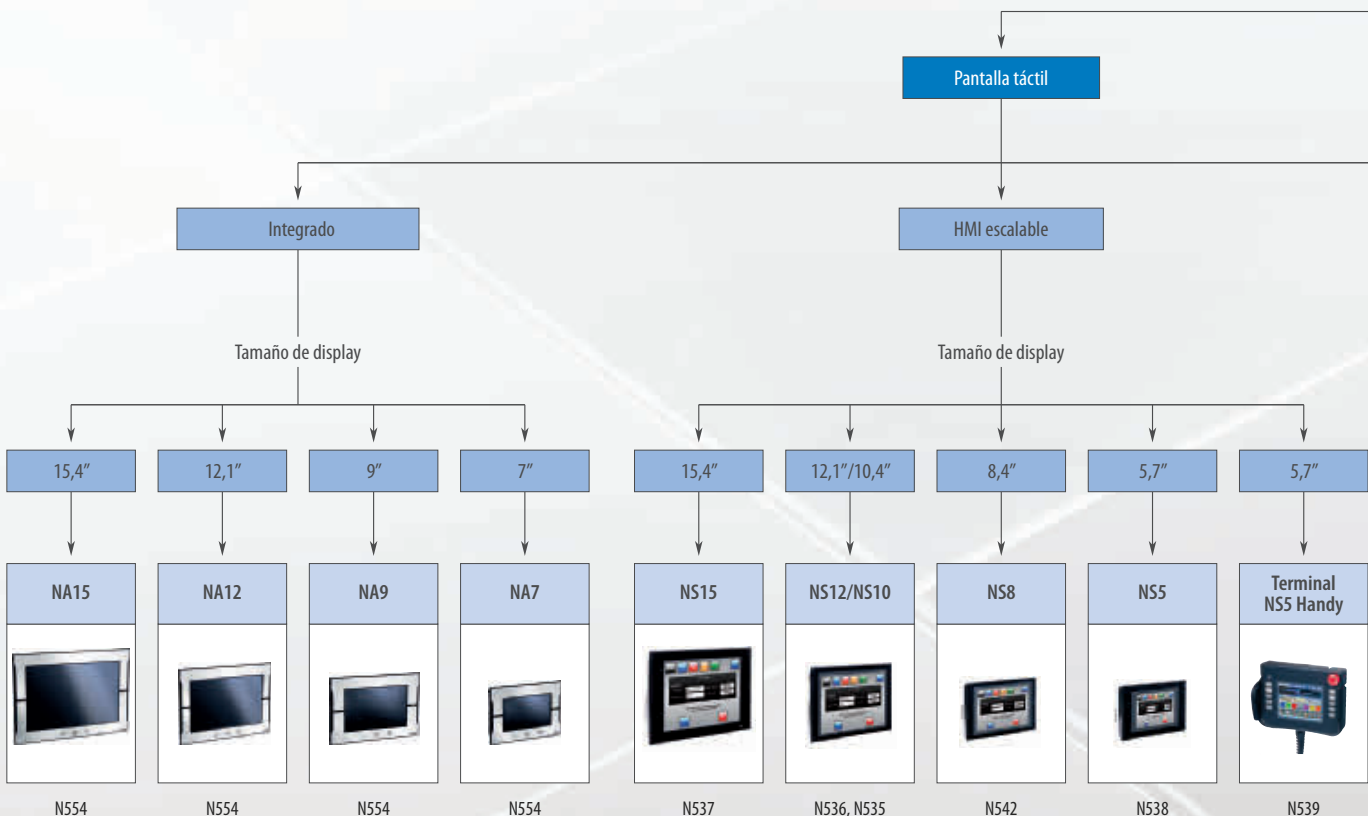 Pantalla táctil
Integrado
HMI escalable
Tamaño de display
Tamaño de display
15,4″
12,1″
9″
7″
15,4″
12,1″/10,4″
8,4″
5,7″
5,7″
NA15
NA12
NA9
NA7
NS15
NS12/NS10
NS8
NS5
Terminal
NS5 Handy
N554
N554
N554
N554
N537
N536, N535
N542
N538
N539